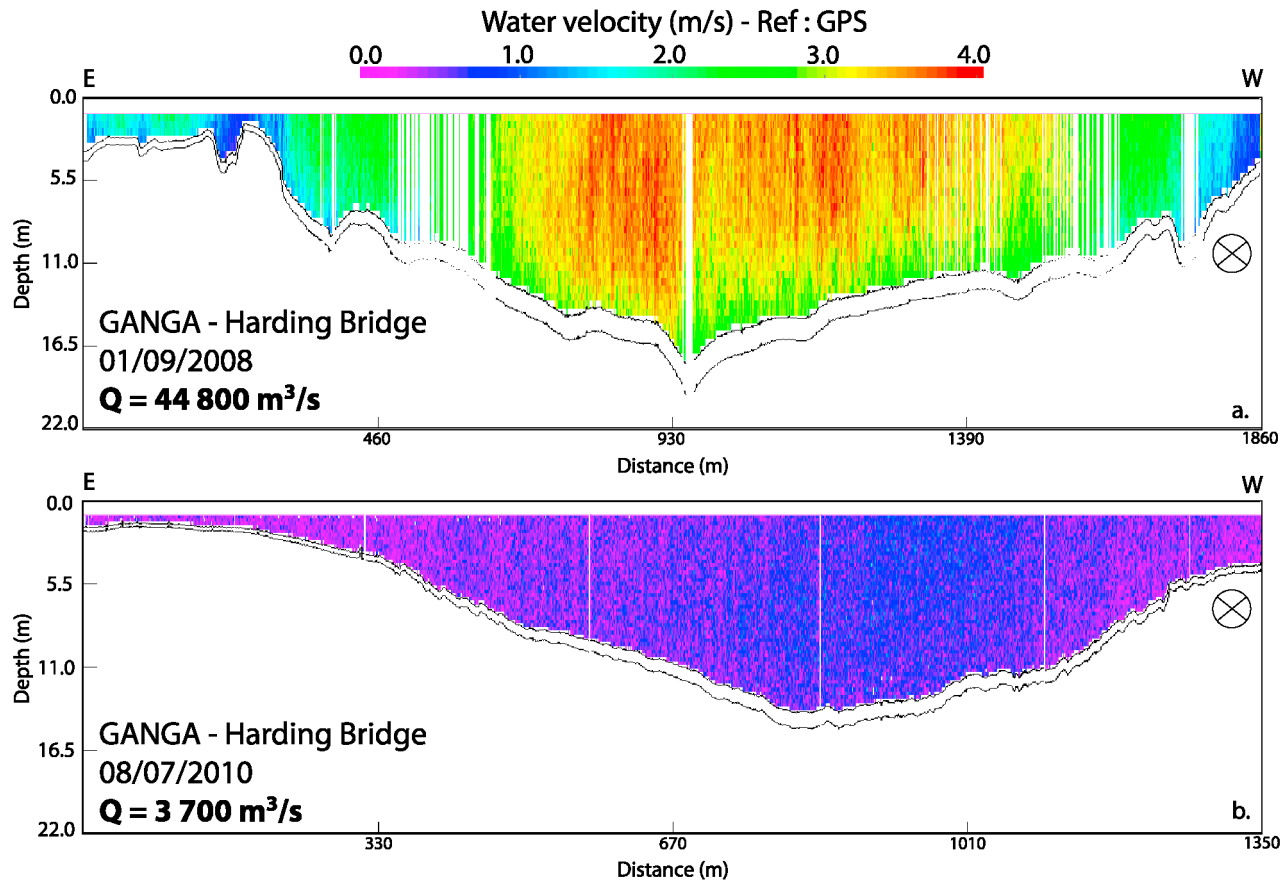 Water velocity (m/s) - Ref : GPS
0.0 1.0 2.0 3.0 4.0
E W
0.0
5.5
11.0
16.5
22.0
Depth (m)
GANGA - Harding Bridge
01/09/2008
Q = 44 800 m³/s
a.
460 930 1390 1860
Distance (m)
E W
0.0
5.5
11.0
16.5
22.0
Depth (m)
GANGA - Harding Bridge
08/07/2010
Q = 3 700 m³/s
b.
330 670 1010 1350
Distance (m)